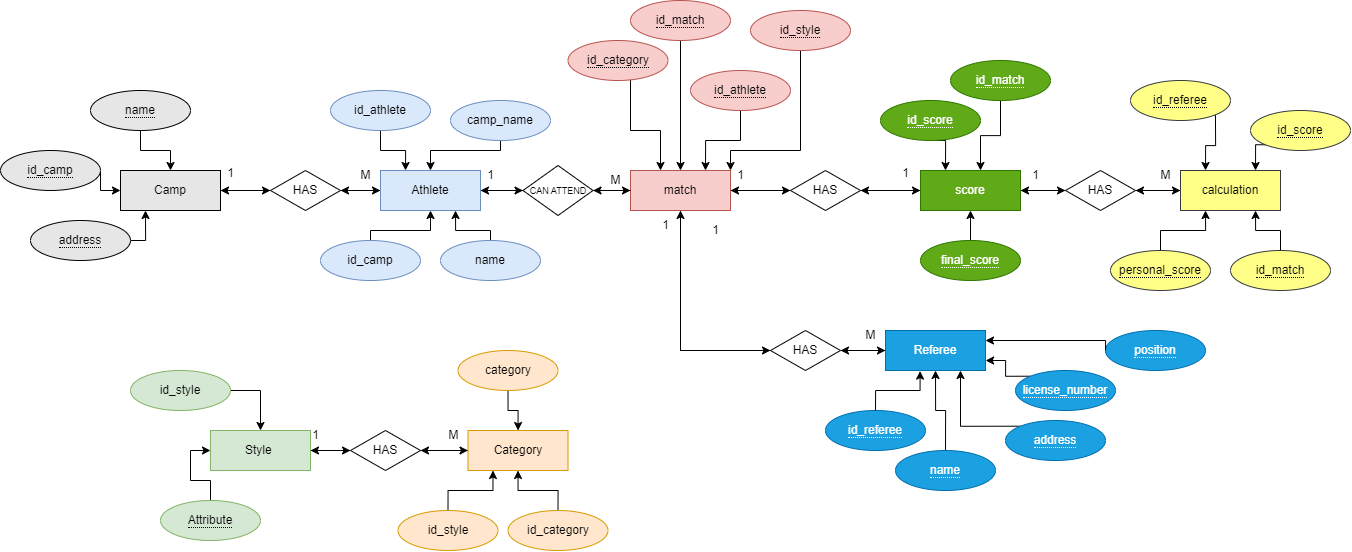 id_match
id_style
id_category
id_athlete
id_match
id_score
id_referee
id_score
name
id_athlete
camp_name
id_camp
Camp
1
HAS
M
Athlete
1
CAN ATTEND
M
match
1
HAS
1
score
1
HAS
M
calculation
address
id_camp
name
1
1
final_score
personal_score
id_match
HAS
M
Referee
position
license_number
id_referee
address
name
id_style
category
Style
1
HAS
M
Category
Attribute
id_style
id_category